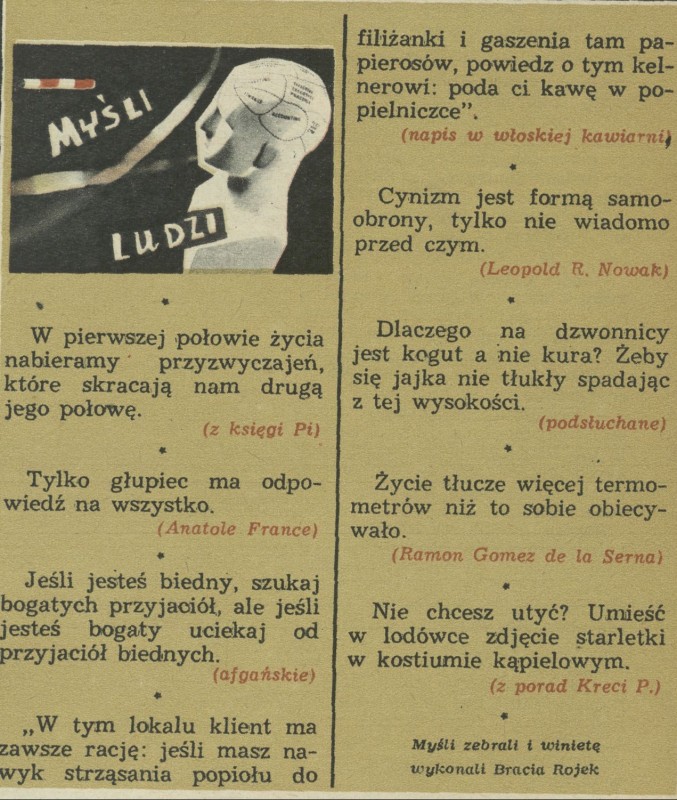 MYŚLI
LUDZI
*
W pierwszej połowie życia
nabieramy przyzwyczajeń,
które skracają nam drugą
jego połowę.
(z księgi Pi)
*
Tylko głupiec ma odpo-
wiedź na wszystko.
(Anatole France)
*
Jeśli jesteś biedny, szukaj
bogatych przyjaciół, ale jeśli
jesteś bogaty uciekaj od
przyjaciół biednych.
(afgańskie)
*
„W tym lokalu klient ma
zawsze rację: jeśli masz na-
wyk strząsania popiołu do
filiżanki i gaszenia tam pa-
pierosów, powiedz o tym kel-
nerowi: poda ci kawę w po-
pielniczce”.
(napis w włoskiej kawiarni)
*
Cynizm jest formą samo-
obrony, tylko nie wiadomo
przed czym.
(Leopold R. Nowak)
*
Dlaczego na dzwonnicy
jest kogut a nie kura? Żeby
się jajka nie tłukły spadając
z tej wysokości.
(podsłuchane)
*
Życie tłucze więcej termo-
metrów niż to sobie obiecy-
wało.
(Ramon Gomez de la Serna)
*
Nie chcesz utyć? Umieść
w lodówce zdjęcie starletki
w kostiumie kąpielowym.
(z porad Kreci P.)
*
Myśli zebrali i winietę
wykonali Bracia Rojek